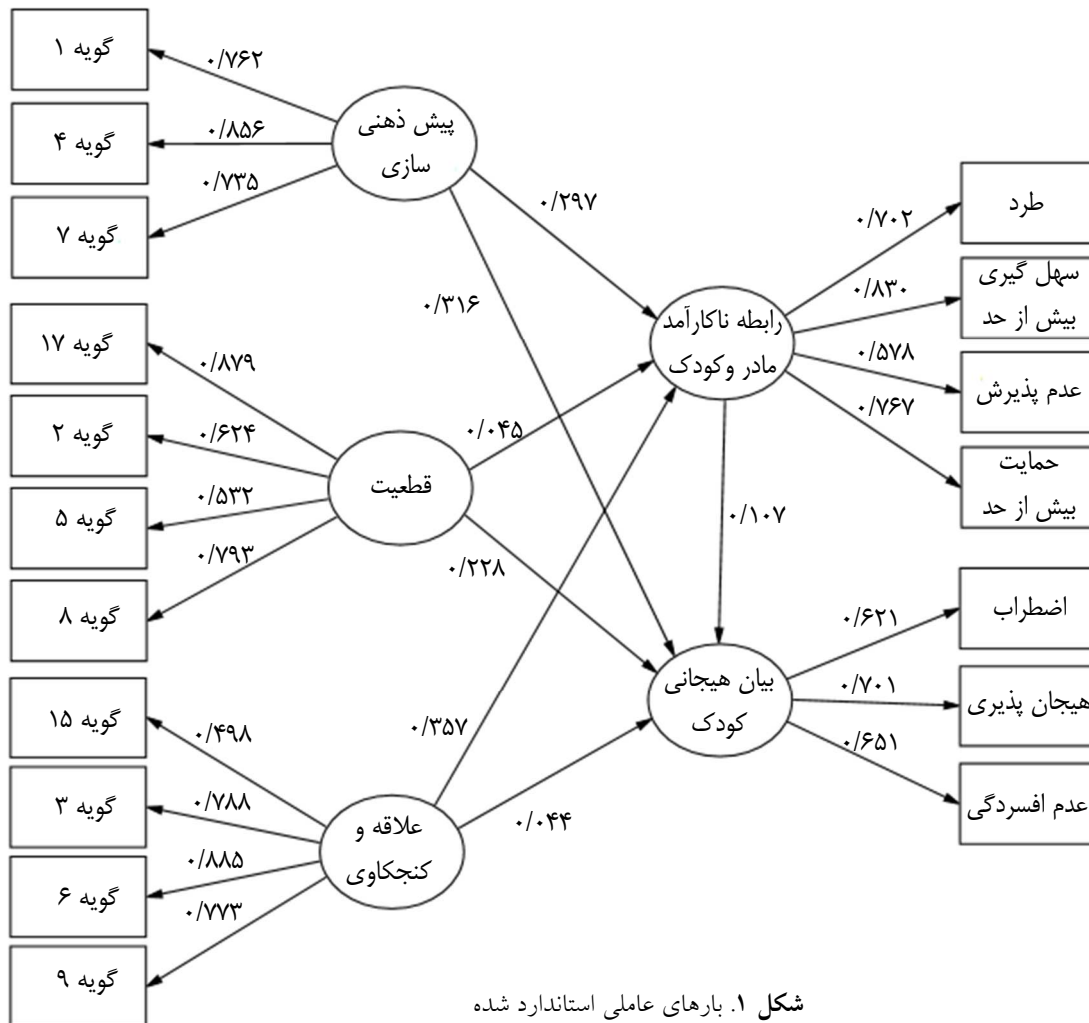 گویه ۱
گویه ۴
گویه ۷
۰/۷۶۲
۰/۸۵۶
۰/۷۳۵
پیش ذهنی
سازی
۰/۲۹۷
۰/۳۱۶
گویه ۱۷
گویه ۲
گویه ۵
گویه ۸
۰/۸۷۹
۰/۶۲۴
۰/۵۳۲
۰/۷۹۳
قطعیت
۰/۰۴۵
۰/۲۲۸
گویه ۱۵
گویه ۳
گویه ۶
گویه ۹
۰/۴۹۸
۰/۷۸۸
۰/۸۸۵
۰/۷۷۳
علاقه و
کنجکاوی
۰/۳۵۷
۰/۰۴۴
رابطه ناکارآمد
مادر وکودک
۰/۱۰۷
۰/۷۰۲
۰/۸۳۰
۰/۵۷۸
۰/۷۶۷
طرد
سهل گیری
بیش از حد
عدم پذیرش
حمایت
بیش از حد
بیان هیجانی
کودک
۰/۶۲۱
۰/۷۰۱
۰/۶۵۱
اضطراب
هیجان پذیری
عدم افسردگی
شکل ۱. بارهای عاملی استاندارد شده